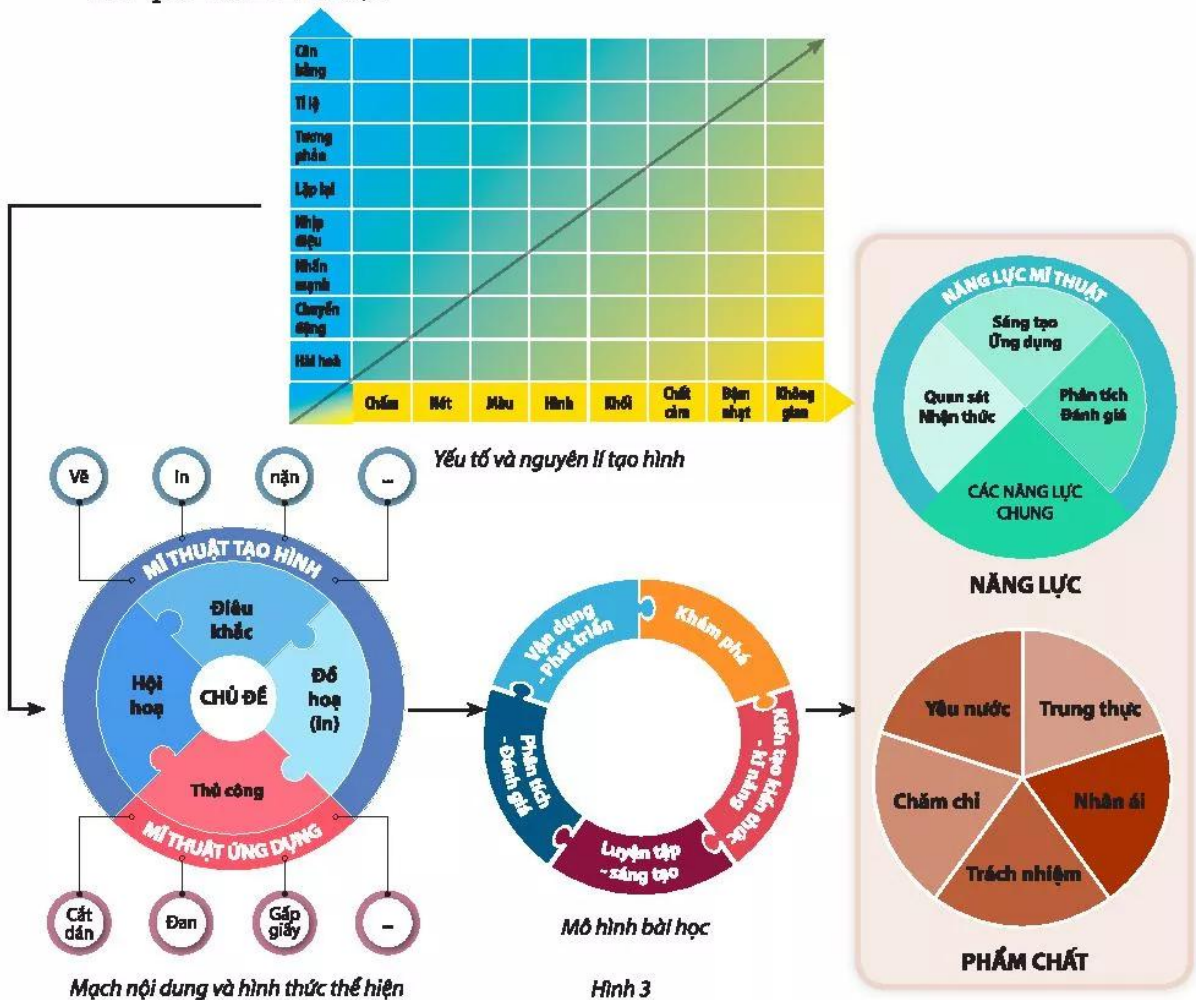 Cân
bằng
Tỉ lệ
Tương
phản
Lặp lại
Nhịp
điệu
Nhấn
mạnh
Chuyển
động
Hài hoà
Chấm
Nét
Màu
Hình
Khối
Chất
cảm
Đậm
nhạt
Không
gian
Yếu tố và nguyên lí tạo hình
Vẽ
in
nặn
...
MĨ THUẬT TẠO HÌNH
Điêu
khắc
Hội
hoạ
CHỦ ĐỀ
Đồ
hoạ
(in)
Thủ công
MĨ THUẬT ỨNG DỤNG
Cắt
dán
Đan
Gấp
giấy
...
Mạch nội dung và hình thức thể hiện
Vận dụng
- Phát triển
Khám phá
Kiến tạo kiến thức
- kĩ năng
Luyện tập
- sáng tạo
Phân tích
- Đánh giá
Mô hình bài học
Hình 3
NĂNG LỰC MĨ THUẬT
Sáng tạo
Ứng dụng
Quan sát
Nhận thức
Phân tích
Đánh giá
CÁC NĂNG LỰC
CHUNG
NĂNG LỰC
Yêu nước
Trung thực
Chăm chỉ
Nhân ái
Trách nhiệm
PHẨM CHẤT